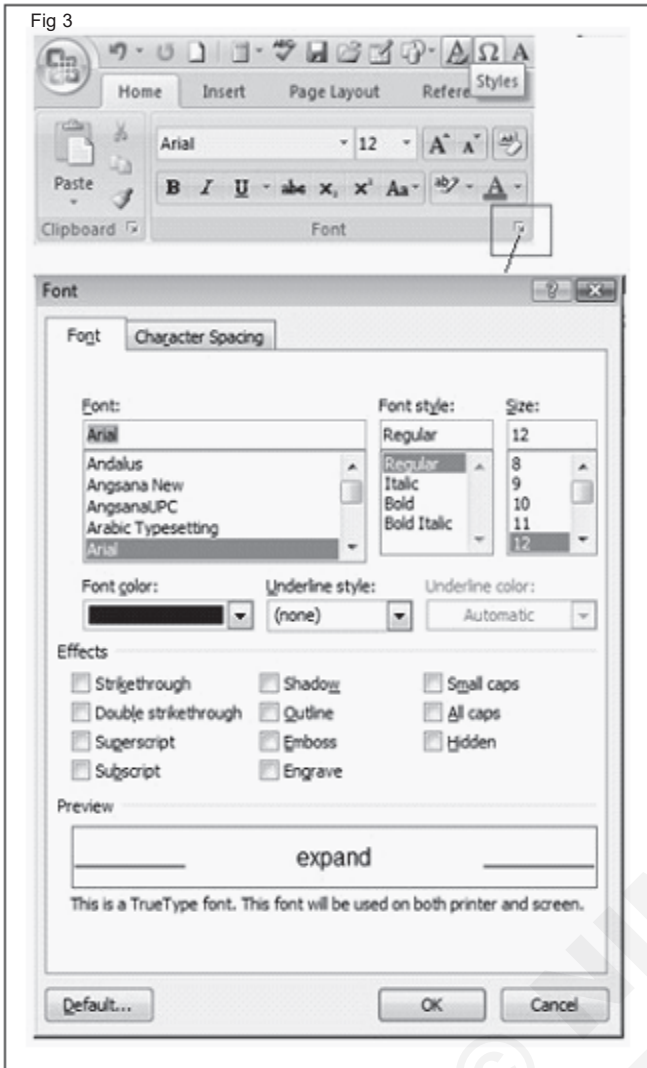 Fig 3
Styles
Home Insert Page Layout Refere
Arial 12 A A
Paste B I U abc x, x² Aa ab A
Clipboard Font
Font
Font Character Spacing
Font: Font style: Size:
Arial Regular 12
Andalus Regular 8
Angsana New Italic 9
AngsanaUPC Bold 10
Arabic Typesetting Bold Italic 11
Arial 12
Font color: Underline style: Underline color:
(none) Automatic
Effects
Strikethrough Shadow Small caps
Double strikethrough Outline All caps
Superscript Emboss Hidden
Subscript Engrave
Preview
expand
This is a TrueType font. This font will be used on both printer and screen.
Default... OK Cancel